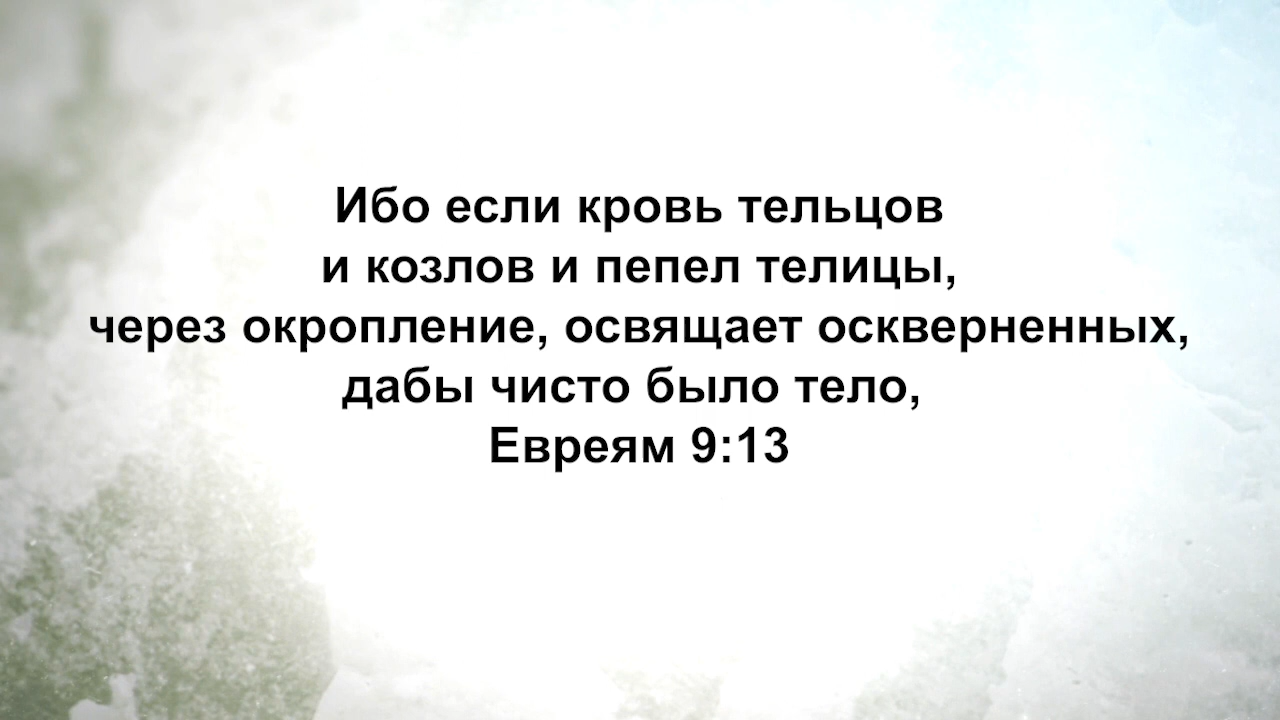 Ибо если кровь тельцов
и козлов и пепел телицы,
через окропление, освящает оскверненных,
дабы чисто было тело,
Евреям 9:13